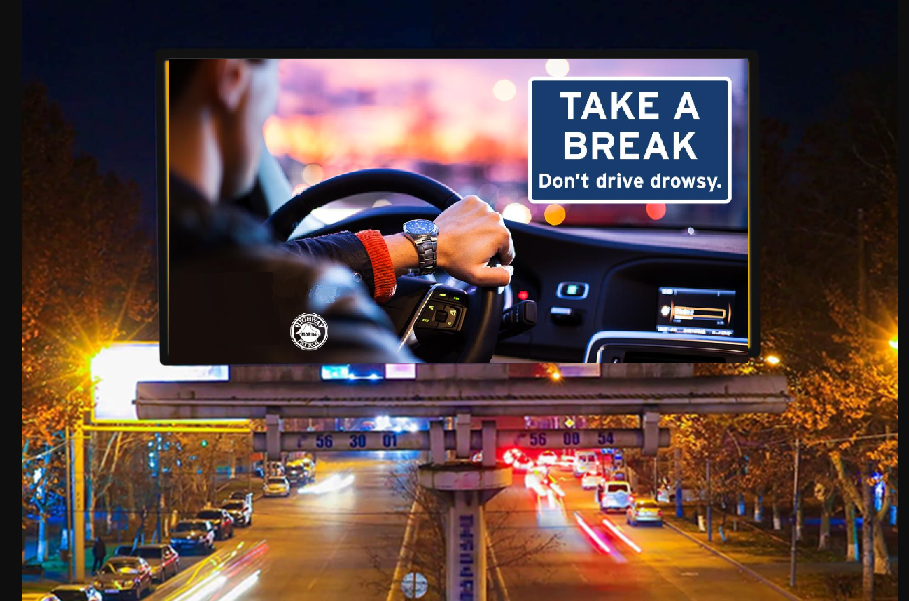 TAKE A
BREAK
Don't drive drowsy.
56 30 01
56 00 54